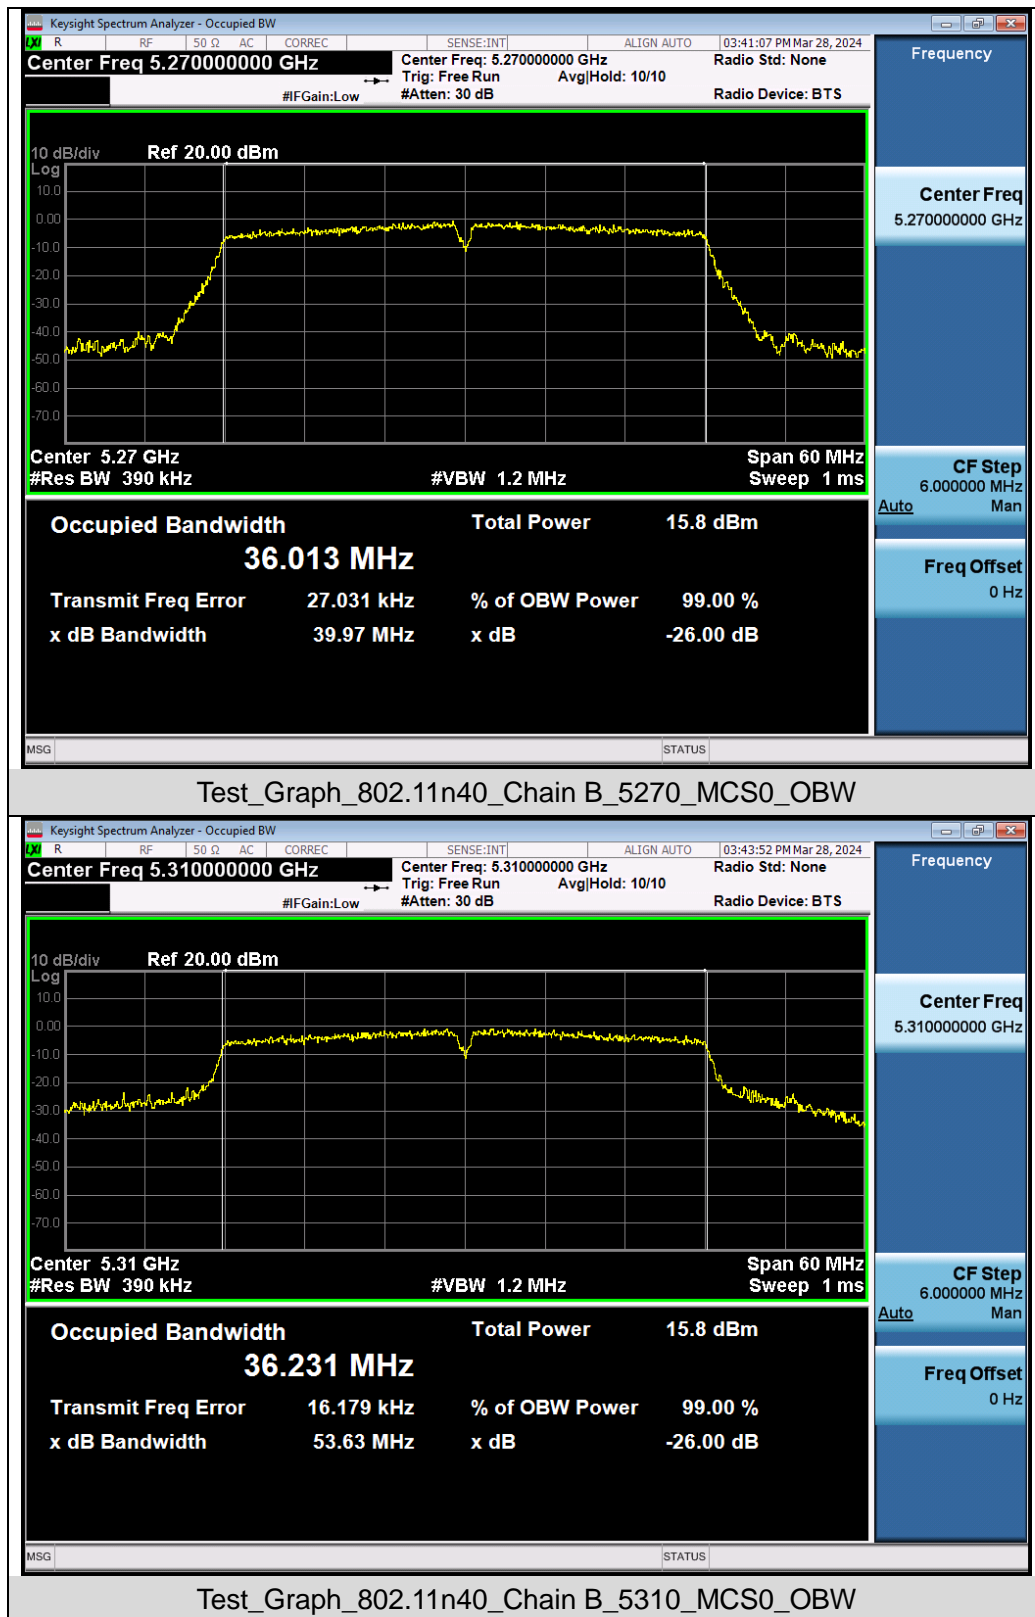 Keysight Spectrum Analyzer - Occupied BW
LXI R RF 50 Ω AC CORREC SENSE:INT ALIGN AUTO 03:41:07 PM Mar 28, 2024
Center Freq 5.270000000 GHz
Center Freq: 5.270000000 GHz Radio Std: None
Trig: Free Run Avg|Hold: 10/10
#IFGain:Low #Atten: 30 dB Radio Device: BTS
10 dB/div Ref 20.00 dBm
Log
10.0
0.00
-10.0
-20.0
-30.0
-40.0
-50.0
-60.0
-70.0
Center 5.27 GHz Span 60 MHz
#Res BW 390 kHz #VBW 1.2 MHz Sweep 1 ms
Occupied Bandwidth Total Power 15.8 dBm
36.013 MHz
Transmit Freq Error 27.031 kHz % of OBW Power 99.00 %
x dB Bandwidth 39.97 MHz x dB -26.00 dB
MSG STATUS
Frequency
Center Freq
5.270000000 GHz
CF Step
6.000000 MHz
Auto Man
Freq Offset
0 Hz
Test_Graph_802.11n40_Chain B_5270_MCS0_OBW
Keysight Spectrum Analyzer - Occupied BW
LXI R RF 50 Ω AC CORREC SENSE:INT ALIGN AUTO 03:43:52 PM Mar 28, 2024
Center Freq 5.310000000 GHz
Center Freq: 5.310000000 GHz Radio Std: None
Trig: Free Run Avg|Hold: 10/10
#IFGain:Low #Atten: 30 dB Radio Device: BTS
10 dB/div Ref 20.00 dBm
Log
10.0
0.00
-10.0
-20.0
-30.0
-40.0
-50.0
-60.0
-70.0
Center 5.31 GHz Span 60 MHz
#Res BW 390 kHz #VBW 1.2 MHz Sweep 1 ms
Occupied Bandwidth Total Power 15.8 dBm
36.231 MHz
Transmit Freq Error 16.179 kHz % of OBW Power 99.00 %
x dB Bandwidth 53.63 MHz x dB -26.00 dB
MSG STATUS
Frequency
Center Freq
5.310000000 GHz
CF Step
6.000000 MHz
Auto Man
Freq Offset
0 Hz
Test_Graph_802.11n40_Chain B_5310_MCS0_OBW